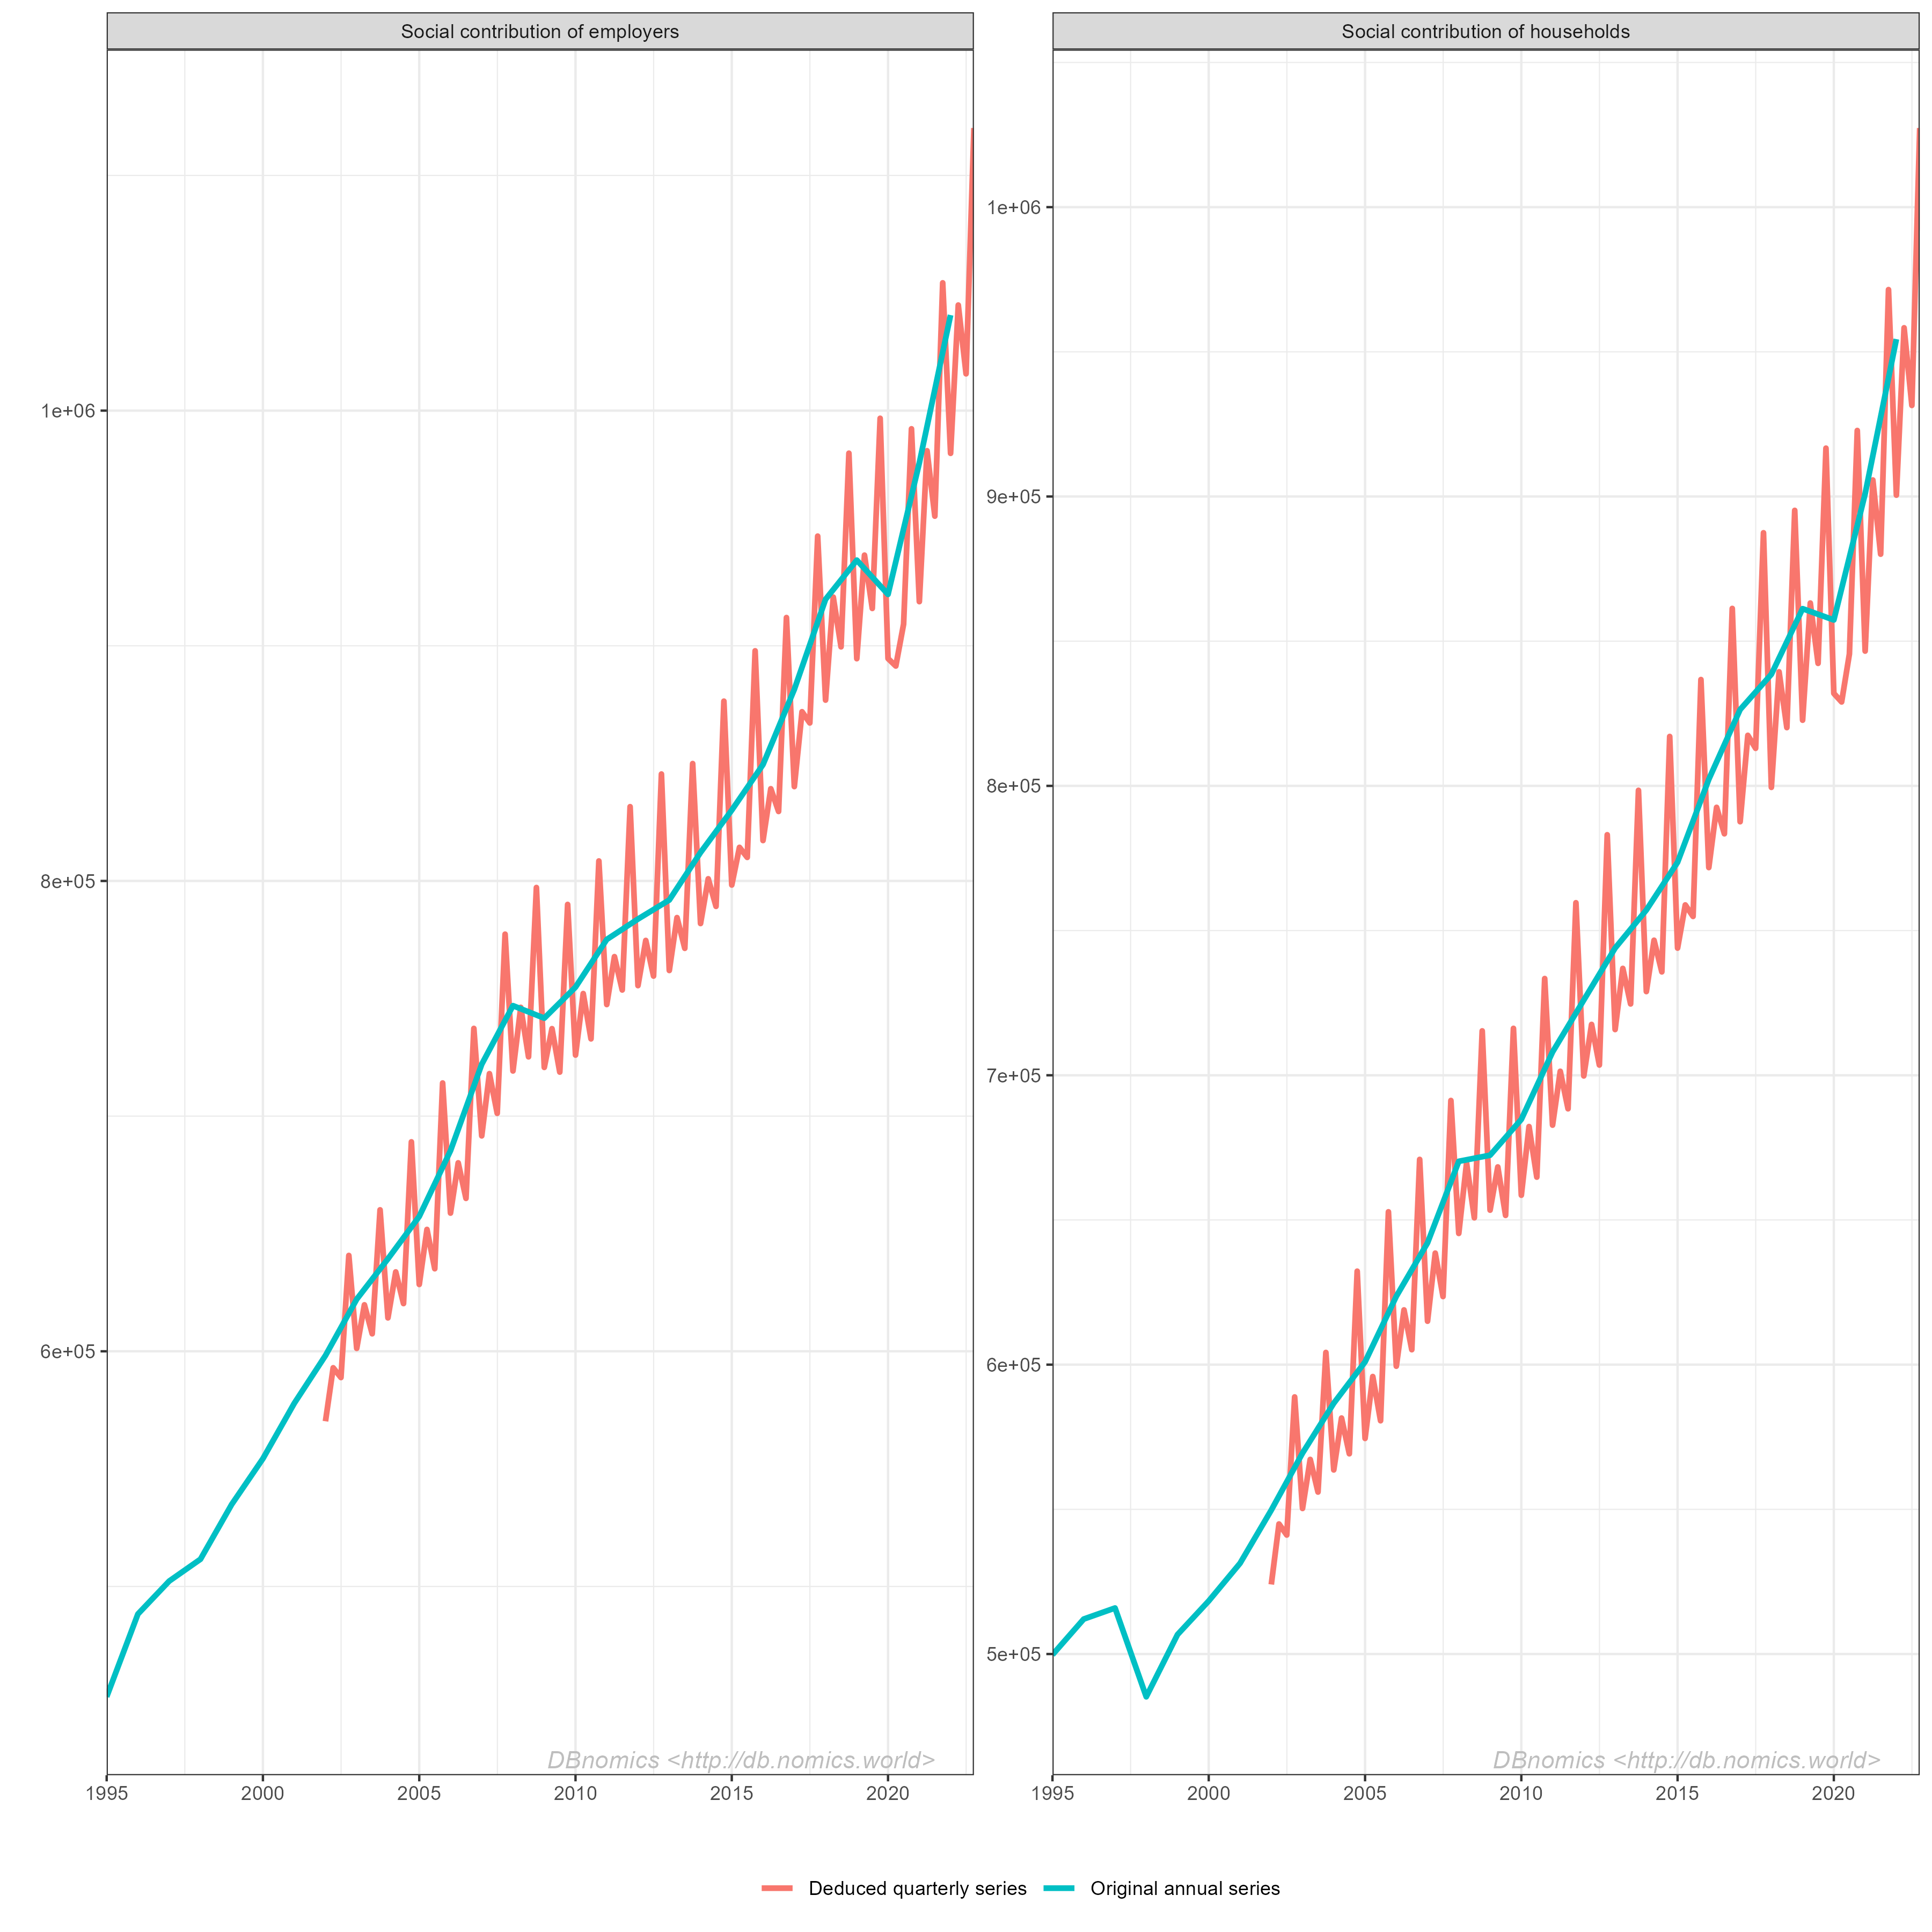 Social contribution of employers
Social contribution of households
1e+06
8e+05
6e+05
1e+06
9e+05
8e+05
7e+05
6e+05
5e+05
DBnomics <http://db.nomics.world>
DBnomics <http://db.nomics.world>
1995 2000 2005 2010 2015 2020
1995 2000 2005 2010 2015 2020
Deduced quarterly series Original annual series